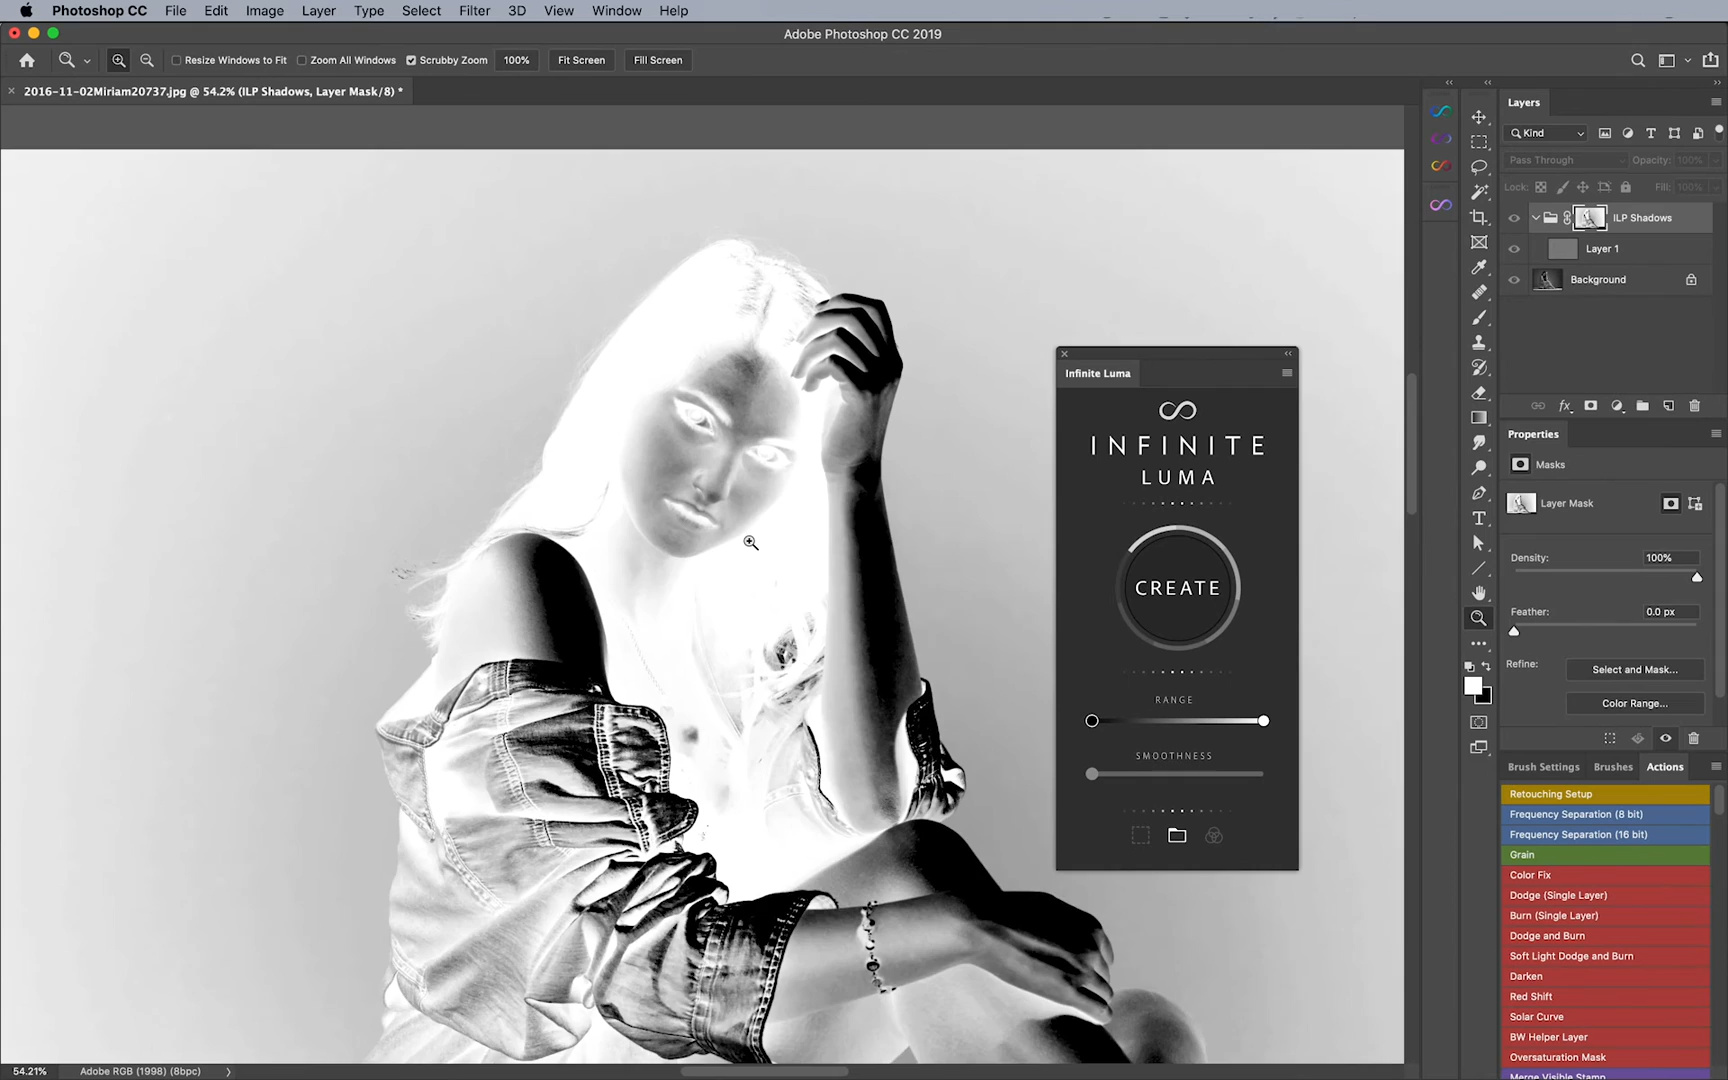 Photoshop CC File Edit Image Layer Type Select Filter 3D View Window Help
Adobe Photoshop CC 2019
Resize Windows to Fit Zoom All Windows Scrubby Zoom 100% Fit Screen Fill Screen
2016-11-02Miriam20737.jpg @ 54.2% (ILP Shadows, Layer Mask/8) *
Layers
Kind
Pass Through Opacity: 100%
Lock: Fill: 100%
ILP Shadows
Layer 1
Background
Infinite Luma
INFINITE
LUMA
CREATE
RANGE
SMOOTHNESS
Properties
Masks
Layer Mask
Density: 100%
Feather: 0.0 px
Refine: Select and Mask...
Color Range...
Brush Settings Brushes Actions
Retouching Setup
Frequency Separation (8 bit)
Frequency Separation (16 bit)
Grain
Color Fix
Dodge (Single Layer)
Burn (Single Layer)
Dodge and Burn
Soft Light Dodge and Burn
Darken
Red Shift
Solar Curve
BW Helper Layer
Oversaturation Mask
Merge Visible Stamp
54.21% Adobe RGB (1998) (8bpc)